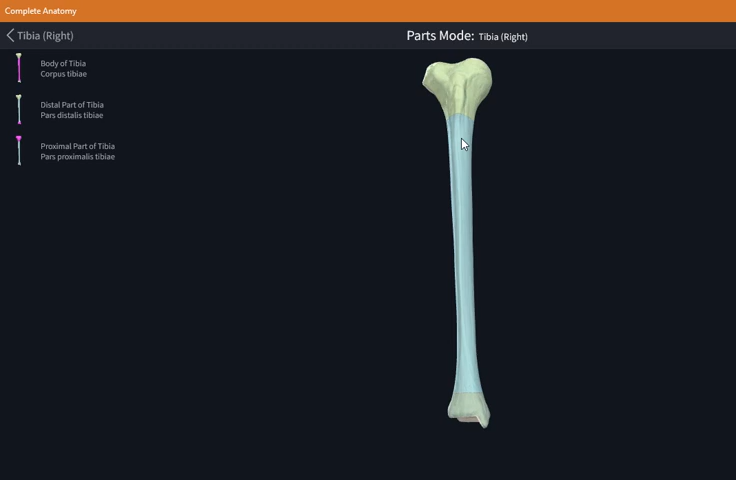 Complete Anatomy
Tibia (Right)
Parts Mode: Tibia (Right)
Body of Tibia
Corpus tibiae
Distal Part of Tibia
Pars distalis tibiae
Proximal Part of Tibia
Pars proximalis tibiae